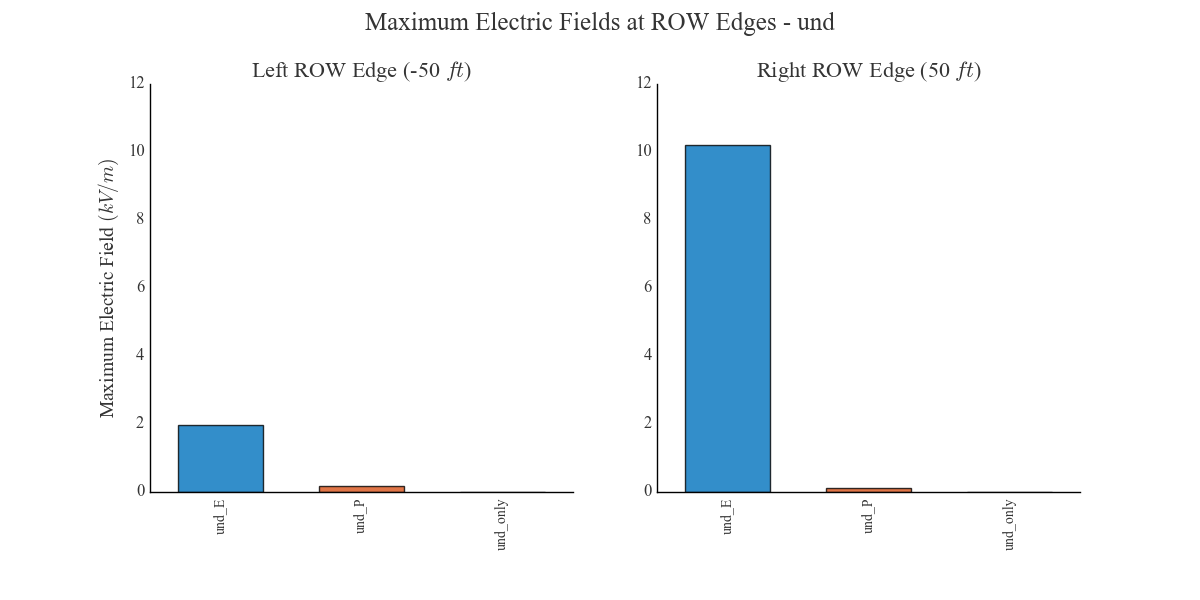 Maximum Electric Fields at ROW Edges - und
Left ROW Edge (-50 ft)
12
10
8
6
4
2
0
Maximum Electric Field (kV/m)
und_E
und_P
und_only
Right ROW Edge (50 ft)
12
10
8
6
4
2
0
und_E
und_P
und_only